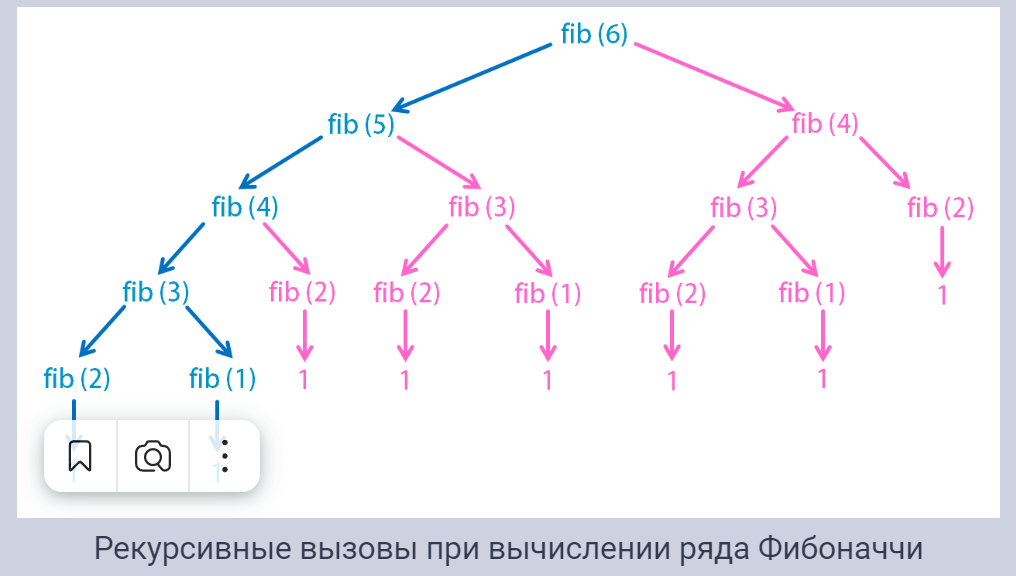 fib (6)
fib (5) fib (4)
fib (4) fib (3) fib (3) fib (2)
fib (3) fib (2) fib (2) fib (1) fib (2) fib (1) 1
fib (2) fib (1) 1 1 1 1 1
1
Рекурсивные вызовы при вычислении ряда Фибоначчи